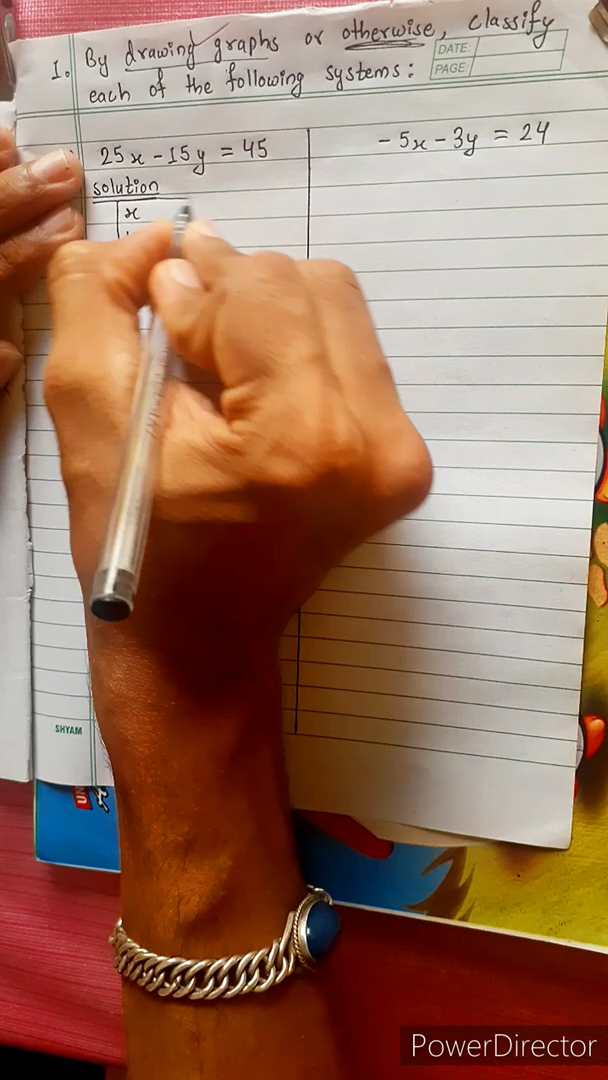 1. By drawing graphs or otherwise, classify
DATE:
each of the following systems:
PAGE:
25x - 15y = 45
- 5x - 3y = 24
solution
x
SHYAM
UN
PowerDirector